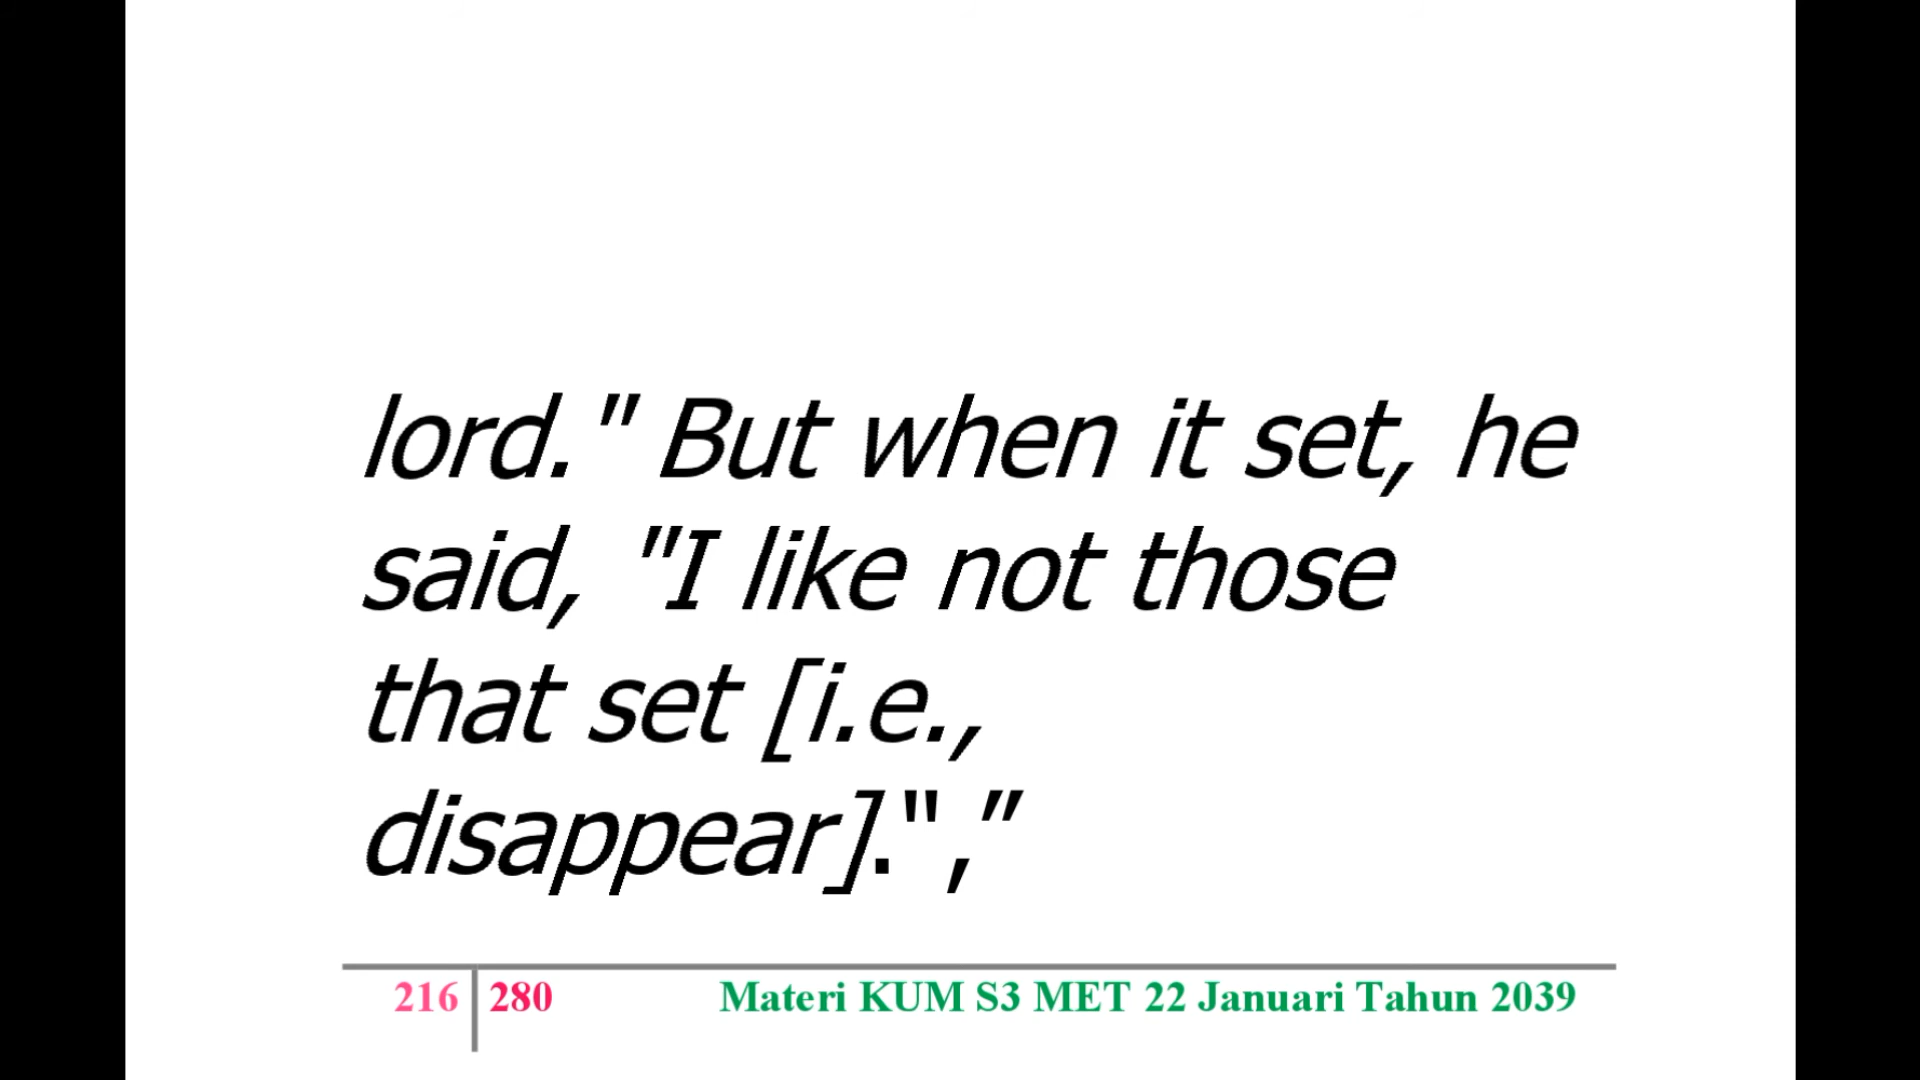 lord." But when it set, he
said, "I like not those
that set [i.e.,
disappear].“,”
216 280 Materi KUM S3 MET 22 Januari Tahun 2039